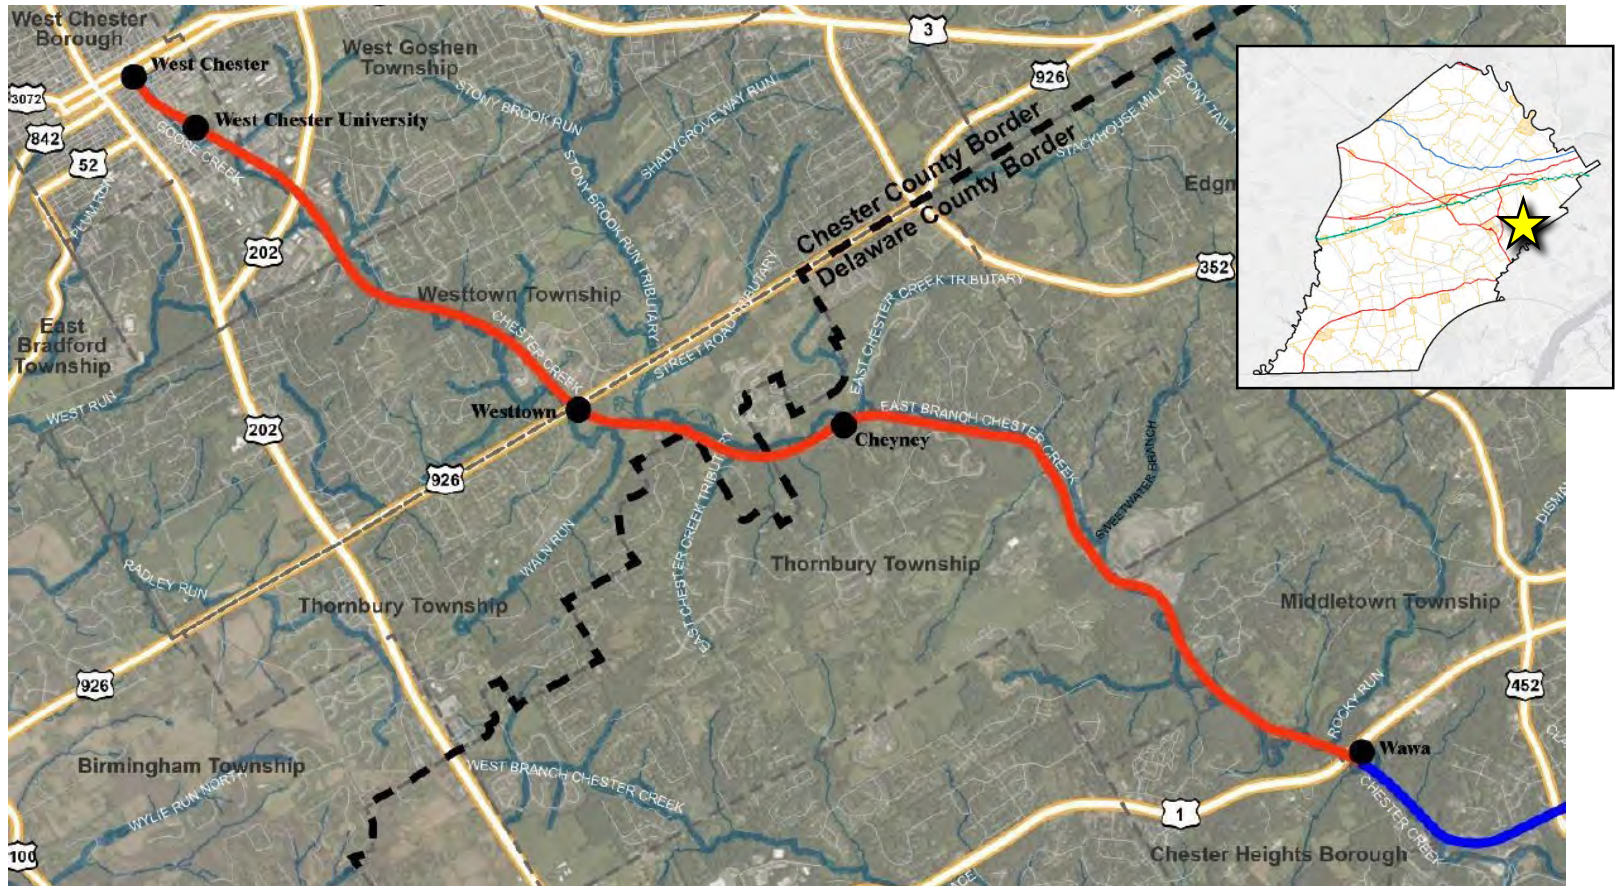 West Chester
Borough
West Chester
West Goshen
Township
3
926
3072
842
52
West Chester University
GOOSE CREEK
STONY BROOK RUN
SHADYGROVE WAY RUN
STACKHOUSE MILL RUN
Chester County Border
Delaware County Border
PLUM RUN
202
STONY BROOK RUN TRIBUTARY
352
Westtown Township
STREET ROAD TRIBUTARY
EAST CHESTER CREEK TRIBUTARY
East
Bradford
Township
CHESTER CREEK
WEST RUN
Westtown
202
Cheyney
EAST BRANCH CHESTER CREEK
926
EAST CHESTER CREEK TRIBUTARY
SWEETWATER BRANCH
WALN RUN
RADLEY RUN
Thornbury Township
Thornbury Township
Middletown Township
926
452
ROCKY RUN
Wawa
Birmingham Township
WEST BRANCH CHESTER CREEK
WYLIE RUN NORTH
1
CHESTER CREEK
100
Chester Heights Borough